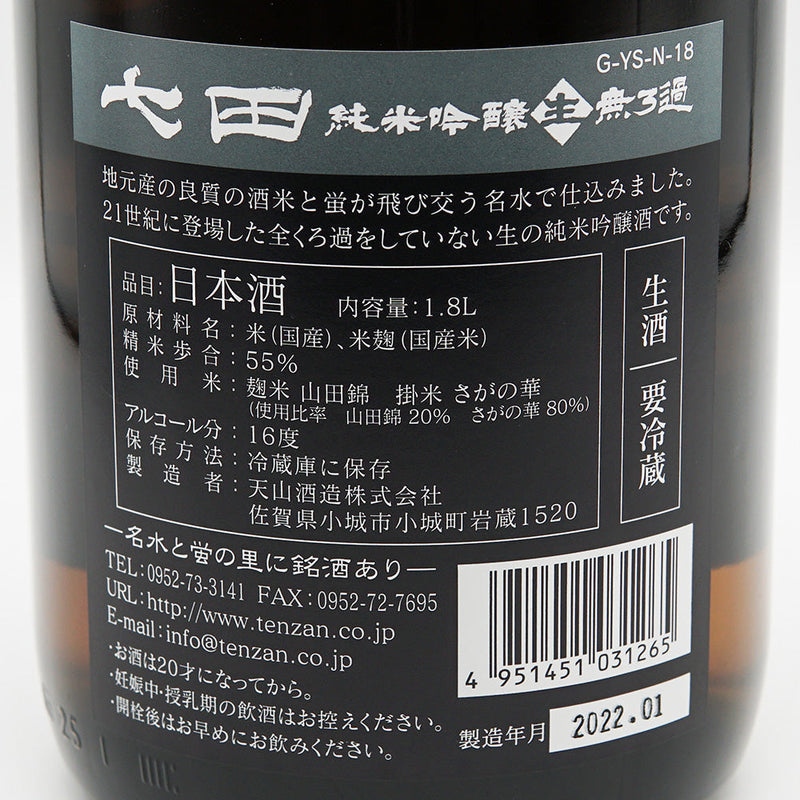 G-YS-N-18
七田 純米吟醸 生 無ろ過
地元産の良質の酒米と蛍が飛び交う名水で仕込みました。
21世紀に登場した全くろ過をしていない生の純米吟醸酒です。
品目：日本酒 内容量：1.8L
原材料名：米（国産）、米麹（国産米）
精米歩合：55%
使用米：麹米 山田錦 掛米 さがの華
（使用比率 山田錦 20% さがの華 80%）
アルコール分：16度
保存方法：冷蔵庫に保存
製造者：天山酒造株式会社
佐賀県小城市小城町岩蔵1520
生酒
要冷蔵
―名水と蛍の里に銘酒あり―
TEL：0952-73-3141 FAX：0952-72-7695
URL：http://www.tenzan.co.jp
E-mail：info@tenzan.co.jp
・お酒は20才になってから。
・妊娠中・授乳期の飲酒はお控えください。
・開栓後はお早めにお飲みください。
4 951451 031265
製造年月 2022.01
25